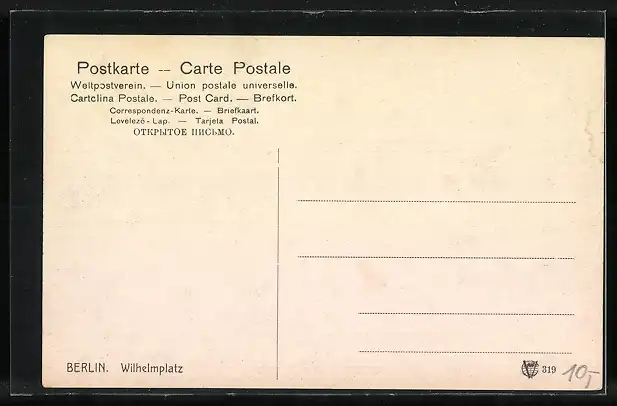 Postkarte — Carte Postale
Weltpostverein. — Union postale universelle.
Cartolina Postale. — Post Card. — Brefkort.
Correspondenz-Karte. — Briefkaart.
Levelező-Lap. — Tarjeta Postal.
ОТКРЫТОЕ ПИСЬМО.
BERLIN. Wilhelmplatz
319
10,-